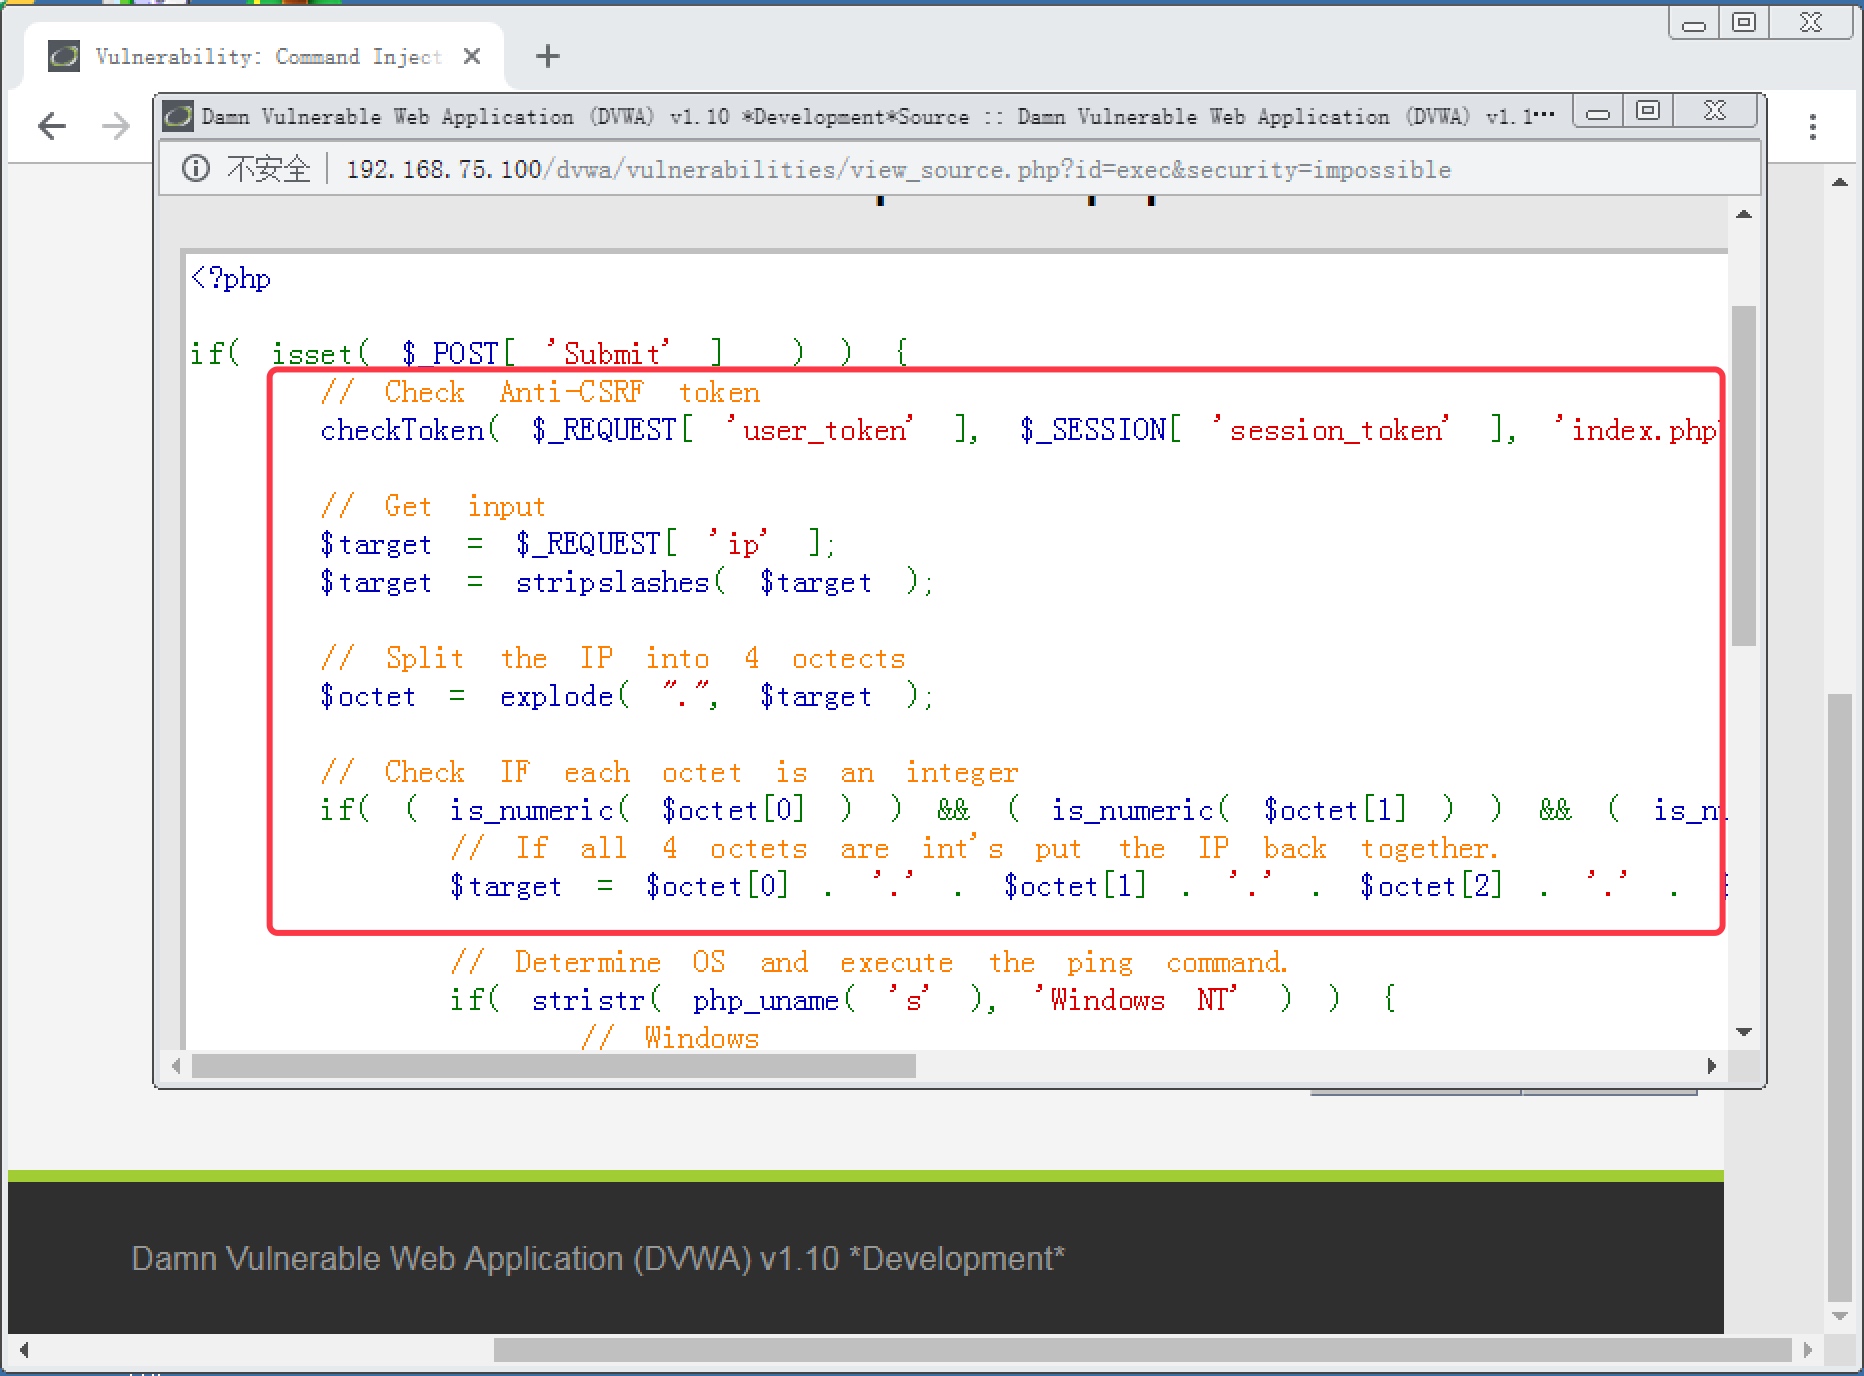 Vulnerability: Command Inject
Damn Vulnerable Web Application (DVWA) v1.10 *Development*Source :: Damn Vulnerable Web Application (DVWA) v1.1···
不安全 192.168.75.100/dvwa/vulnerabilities/view_source.php?id=exec&security=impossible
<?php
if( isset( $_POST[ 'Submit' ] ) ) {
// Check Anti-CSRF token
checkToken( $_REQUEST[ 'user_token' ], $_SESSION[ 'session_token' ], 'index.php'
// Get input
$target = $_REQUEST[ 'ip' ];
$target = stripslashes( $target );
// Split the IP into 4 octects
$octet = explode( ".", $target );
// Check IF each octet is an integer
if( ( is_numeric( $octet[0] ) ) && ( is_numeric( $octet[1] ) ) && ( is_nu
// If all 4 octets are int's put the IP back together.
$target = $octet[0] . '.' . $octet[1] . '.' . $octet[2] . '.' . $
// Determine OS and execute the ping command.
if( stristr( php_uname( 's' ), 'Windows NT' ) ) {
// Windows
Damn Vulnerable Web Application (DVWA) v1.10 *Development*